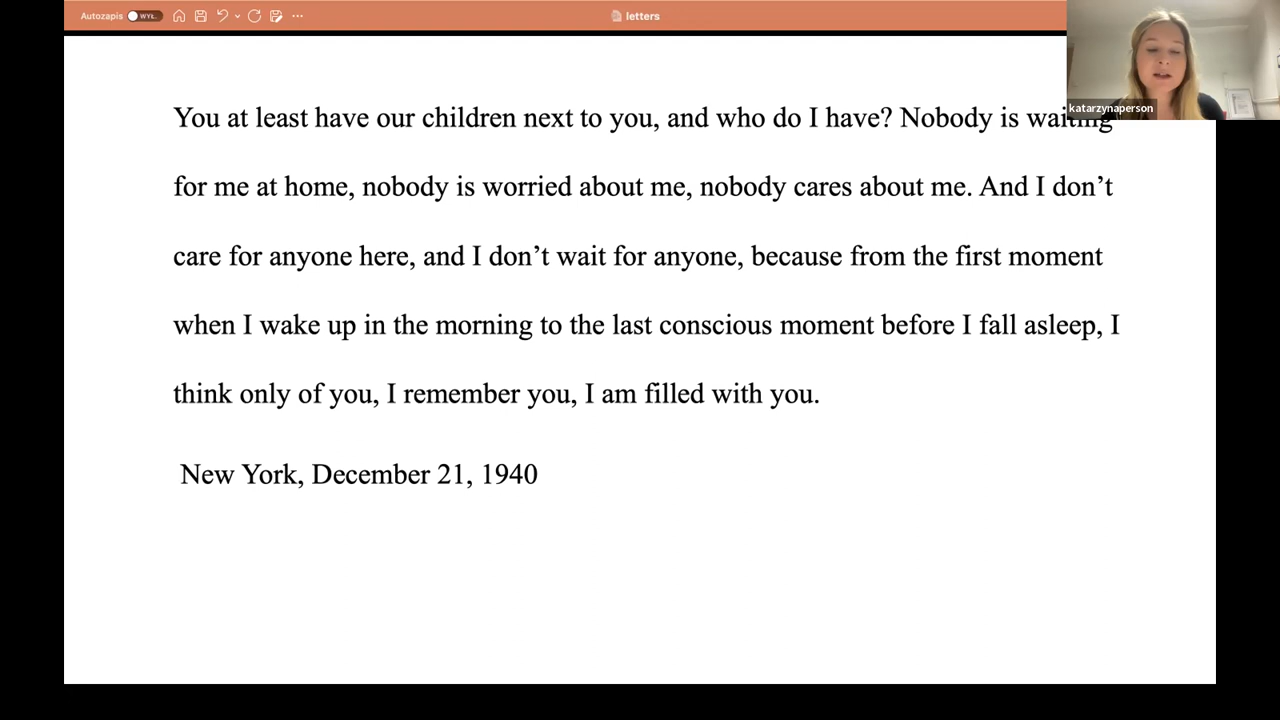 Autozapis WYŁ. letters
katarzynaperson
You at least have our children next to you, and who do I have? Nobody is waiting
for me at home, nobody is worried about me, nobody cares about me. And I don’t
care for anyone here, and I don’t wait for anyone, because from the first moment
when I wake up in the morning to the last conscious moment before I fall asleep, I
think only of you, I remember you, I am filled with you.
New York, December 21, 1940